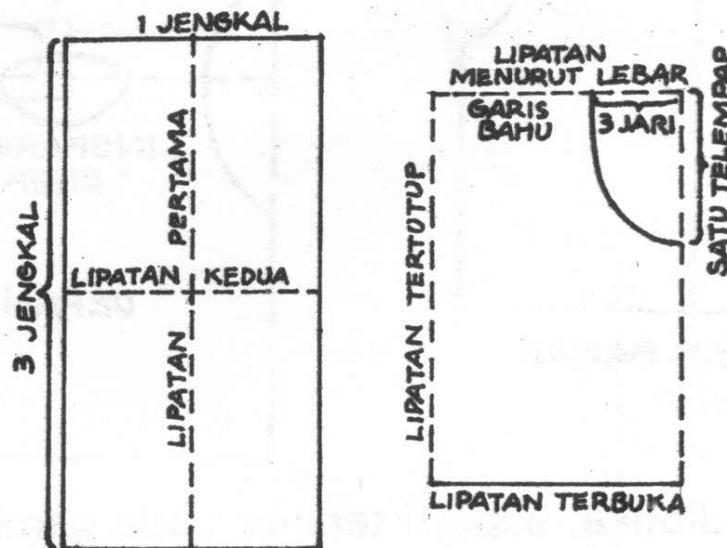 1 JENGKAL
3 JENGKAL
LIPATAN PERTAMA
LIPATAN KEDUA
LIPATAN
LIPATAN
MENURUT LEBAR
GARIS
BAHU
3 JARI
SATU TELEMPAP
LIPATAN TERTUTUP
LIPATAN TERBUKA